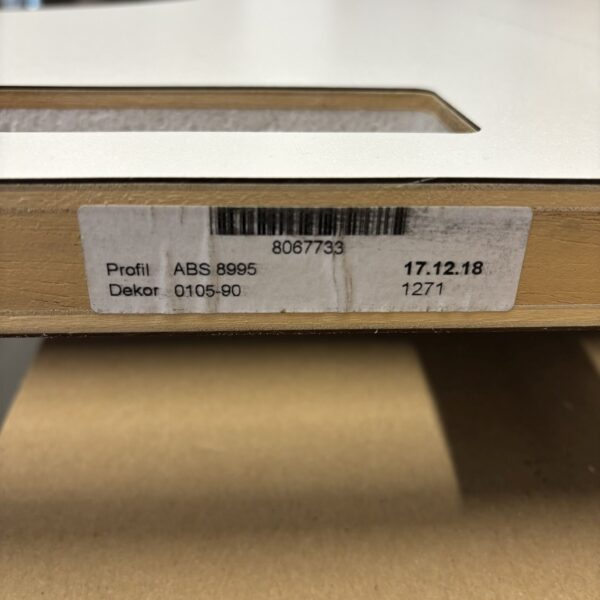 8067733
Profil ABS 8995 17.12.18
Dekor 0105-90 1271